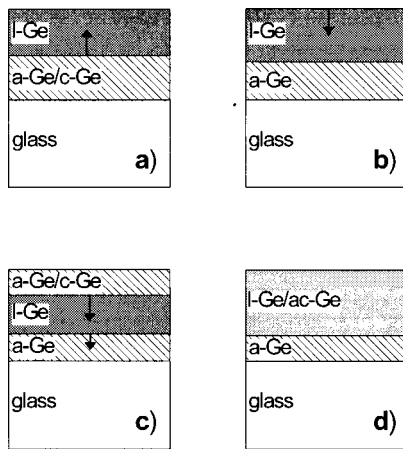 l-Ge
a-Ge/c-Ge
glass
a)
l-Ge
a-Ge
glass
b)
a-Ge/c-Ge
l-Ge
a-Ge
glass
c)
l-Ge/ac-Ge
a-Ge
glass
d)